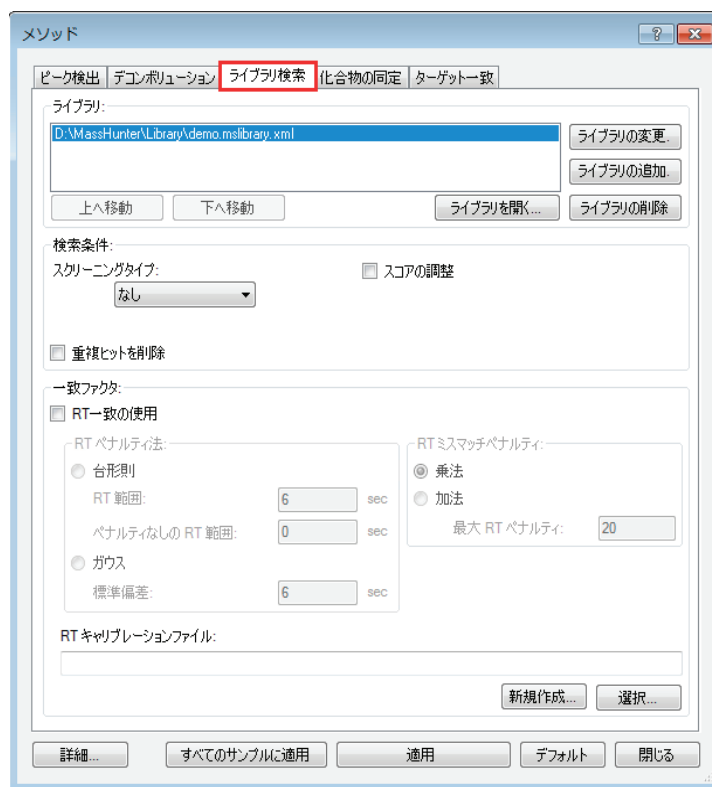 メソッド
ピーク検出 デコンボリューション ライブラリ検索 化合物の同定 ターゲット一致
ライブラリ:
D:\MassHunter\Library\demo.mslibrary.xml
ライブラリの変更.
ライブラリの追加.
上へ移動 下へ移動 ライブラリを開く... ライブラリの削除
検索条件:
スクリーニングタイプ: スコアの調整
なし
重複ヒットを削除
一致ファクタ:
RT一致の使用
RT ペナルティ法: RT ミスマッチペナルティ:
台形則 乗法
RT 範囲: 6 sec 加法
ペナルティなしの RT 範囲: 0 sec 最大 RT ペナルティ: 20
ガウス
標準偏差: 6 sec
RT キャリブレーションファイル:
新規作成... 選択...
詳細... すべてのサンプルに適用 適用 デフォルト 閉じる